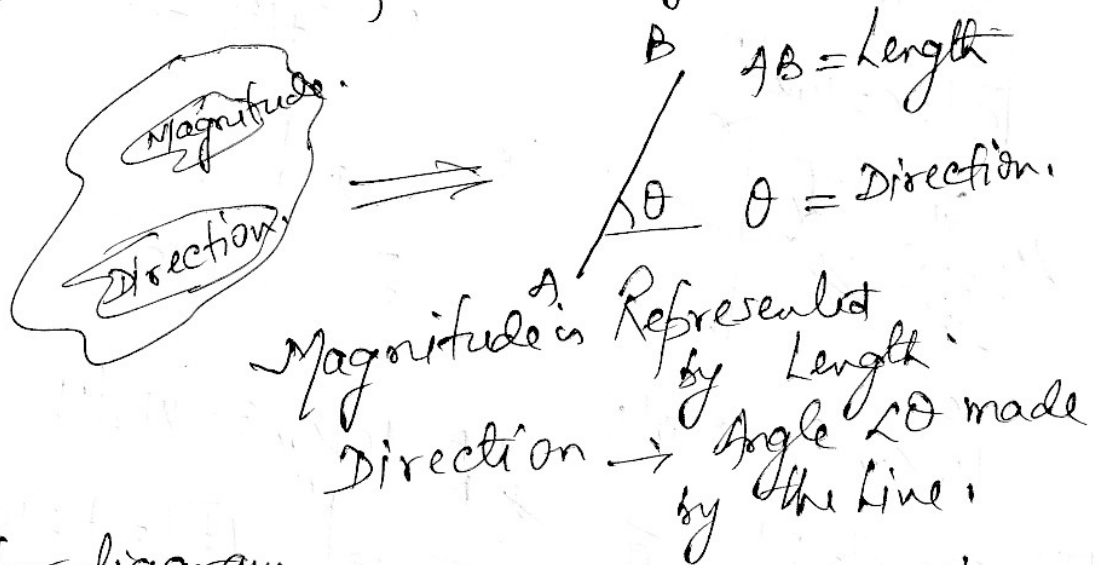 Magnitude.
Direction.
B
AB = Length
θ
θ = Direction.
A
Magnitude is Represented
by Length.
Direction → Angle ∠θ made
by the Line.